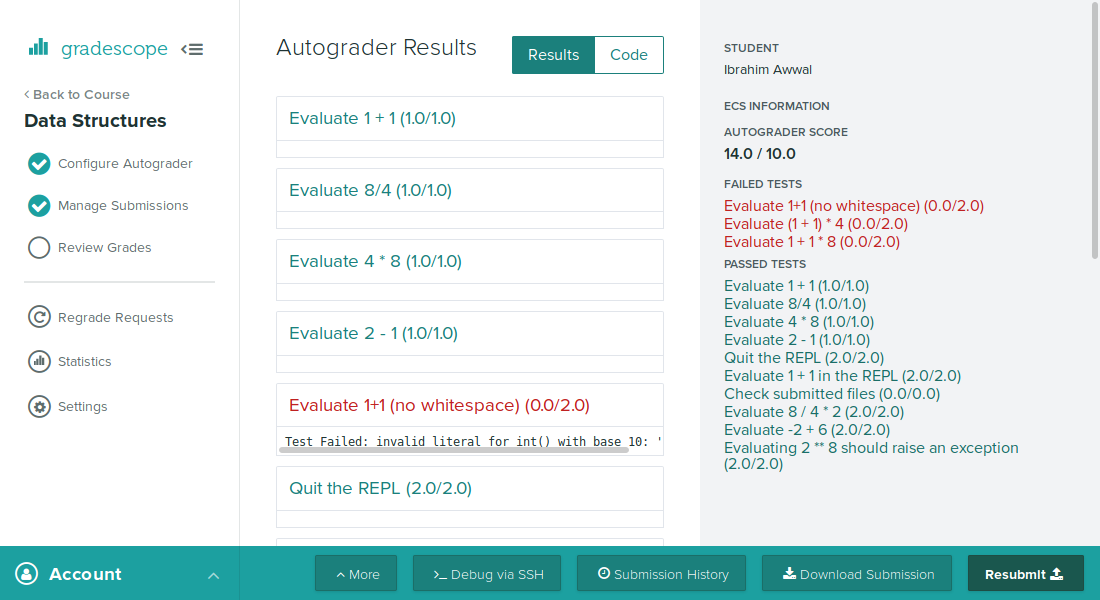 gradescope
Back to Course
Data Structures
Configure Autograder
Manage Submissions
Review Grades
Regrade Requests
Statistics
Settings
Account
Autograder Results
Results
Code
Evaluate 1 + 1 (1.0/1.0)
Evaluate 8/4 (1.0/1.0)
Evaluate 4 * 8 (1.0/1.0)
Evaluate 2 - 1 (1.0/1.0)
Evaluate 1+1 (no whitespace) (0.0/2.0)
Test Failed: invalid literal for int() with base 10: '
Quit the REPL (2.0/2.0)
STUDENT
Ibrahim Awwal
ECS INFORMATION
AUTOGRADER SCORE
14.0 / 10.0
FAILED TESTS
Evaluate 1+1 (no whitespace) (0.0/2.0)
Evaluate (1 + 1) * 4 (0.0/2.0)
Evaluate 1 + 1 * 8 (0.0/2.0)
PASSED TESTS
Evaluate 1 + 1 (1.0/1.0)
Evaluate 8/4 (1.0/1.0)
Evaluate 4 * 8 (1.0/1.0)
Evaluate 2 - 1 (1.0/1.0)
Quit the REPL (2.0/2.0)
Evaluate 1 + 1 in the REPL (2.0/2.0)
Check submitted files (0.0/0.0)
Evaluate 8 / 4 * 2 (2.0/2.0)
Evaluate -2 + 6 (2.0/2.0)
Evaluating 2 ** 8 should raise an exception
(2.0/2.0)
More
>_ Debug via SSH
Submission History
Download Submission
Resubmit